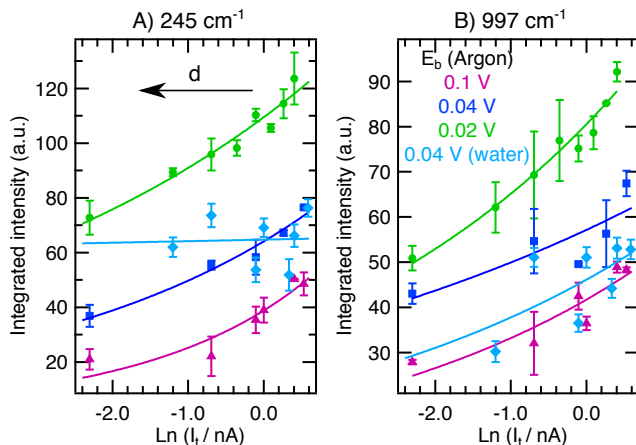 A) 245 cm⁻¹
B) 997 cm⁻¹
Integrated intensity (a.u.)
120
100
80
60
40
20
-2.0
-1.0
0.0
Ln (Iₜ / nA)
d
Integrated intensity (a.u.)
90
80
70
60
50
40
30
-2.0
-1.0
0.0
Ln (Iₜ / nA)
E_b (Argon)
0.1 V
0.04 V
0.02 V
0.04 V (water)